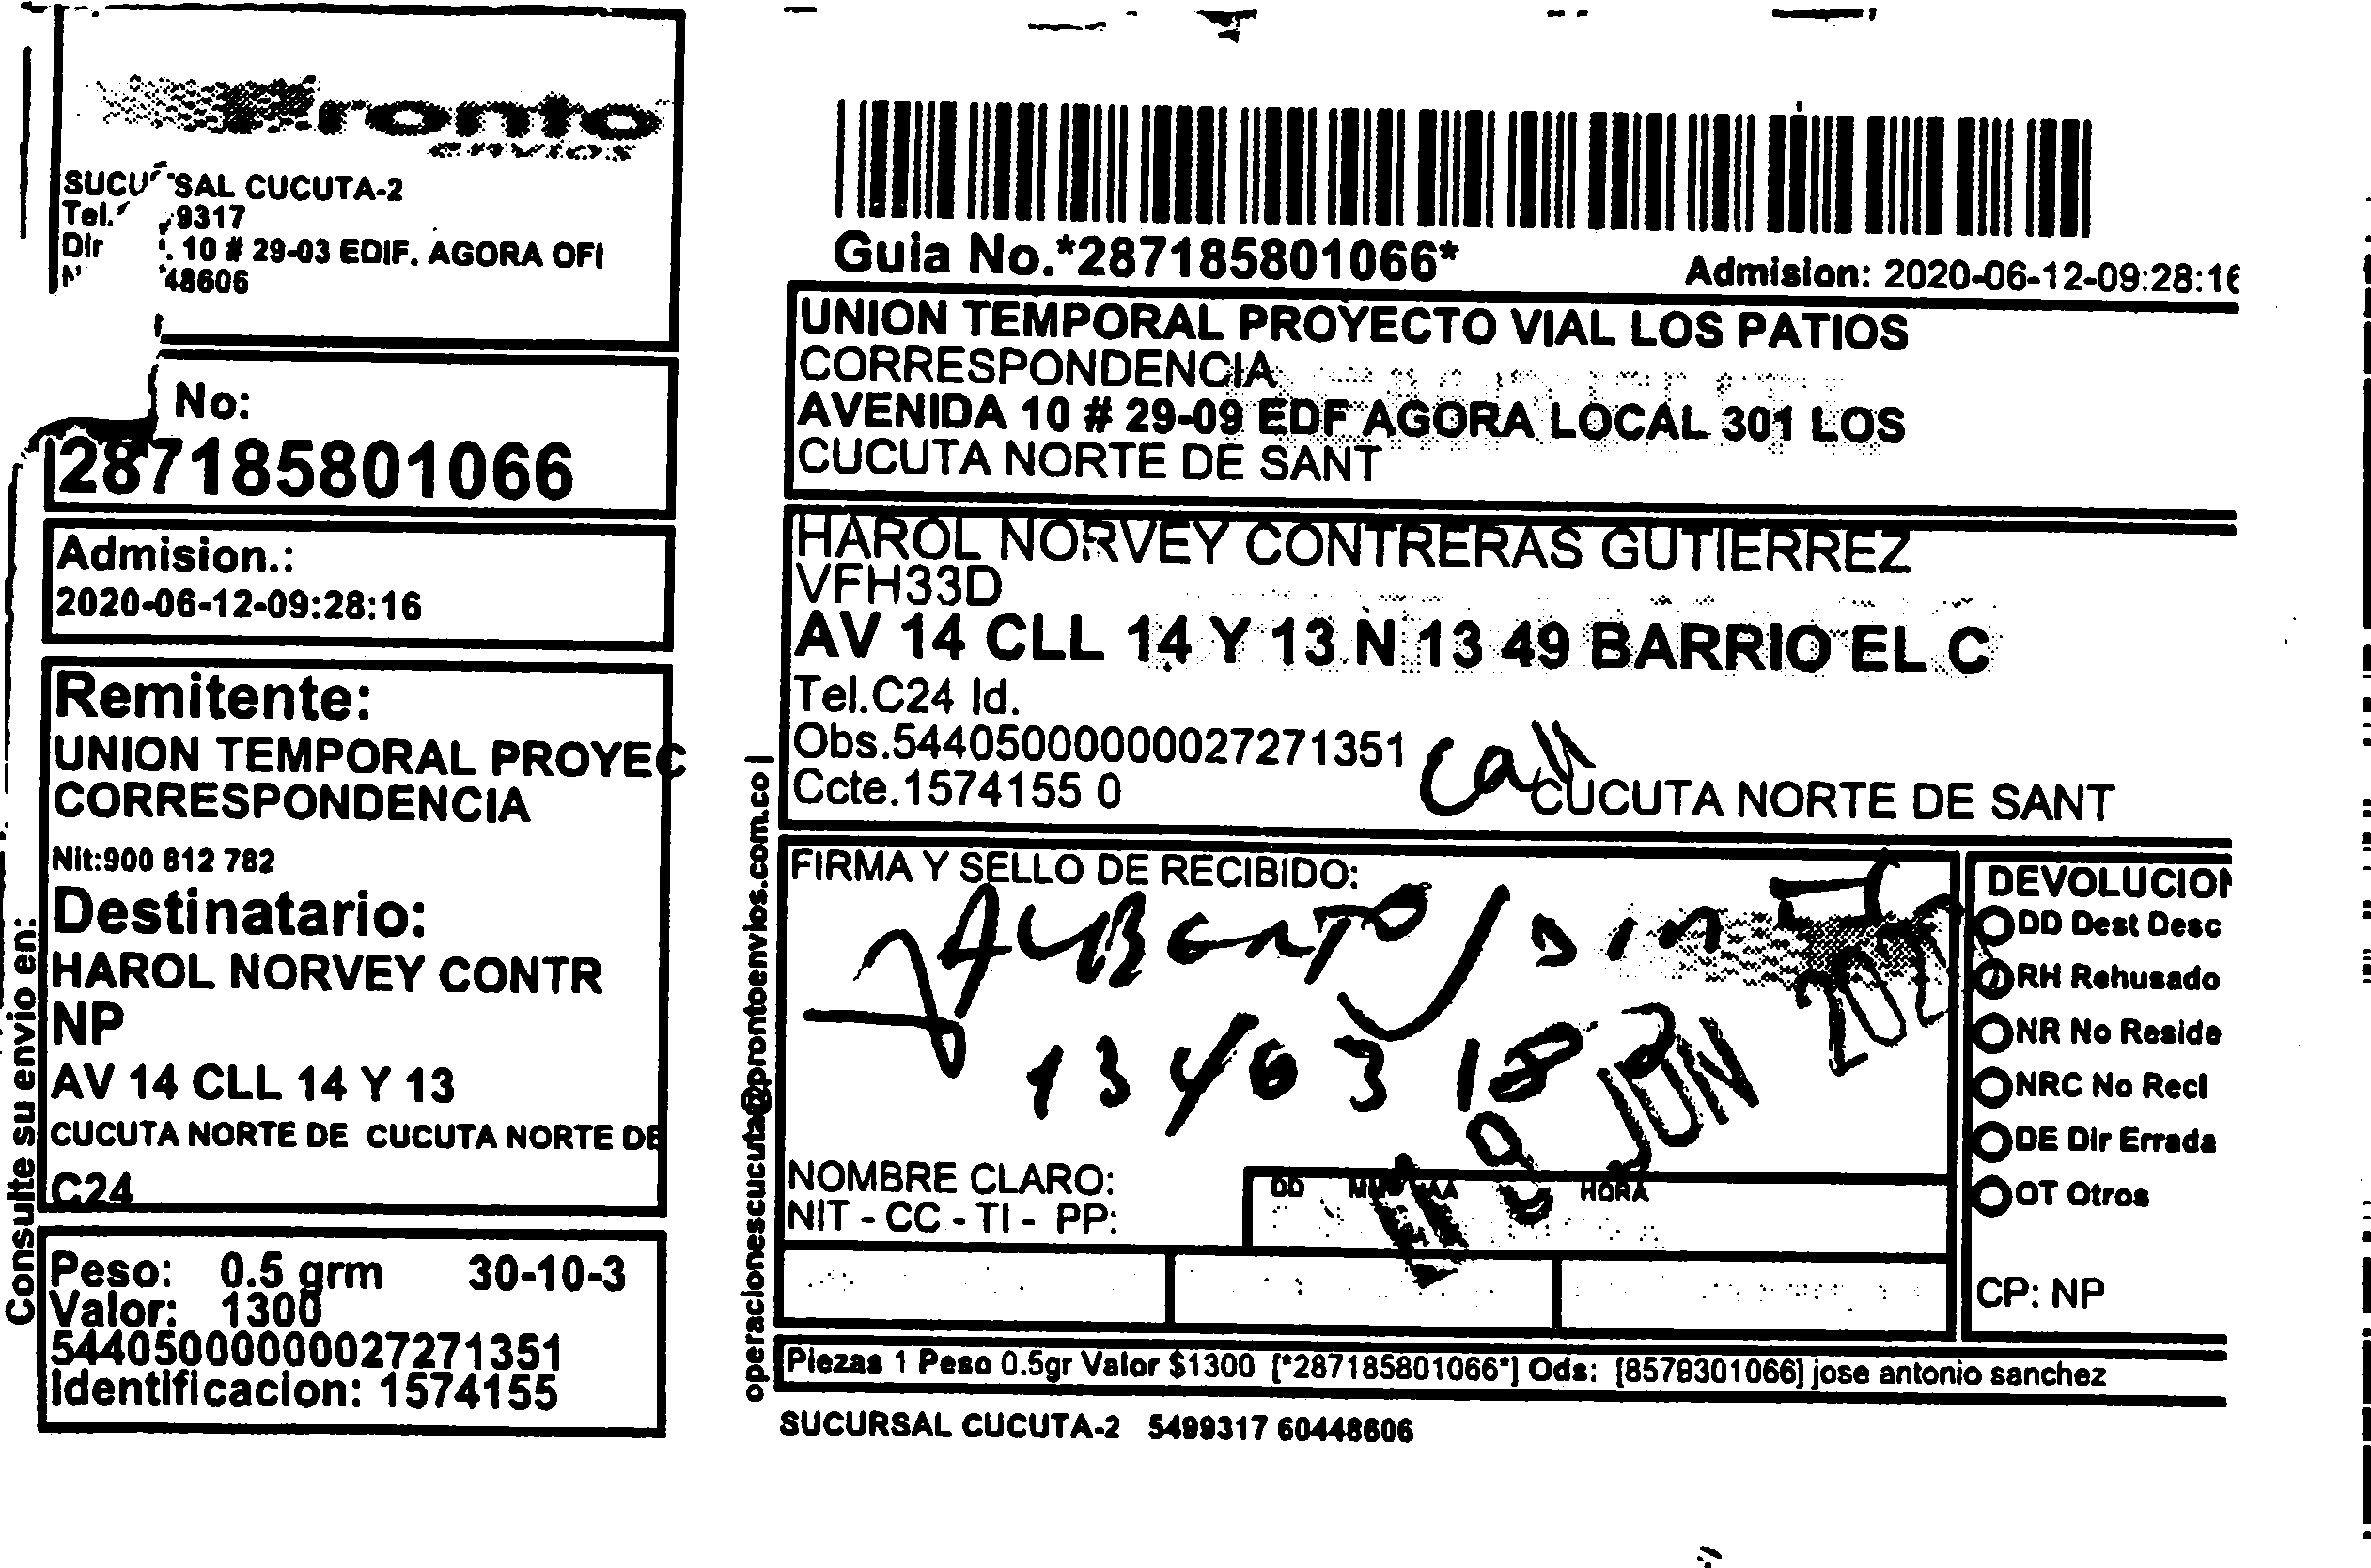 Pronto
envios
SAL CUCUTA-2
Tel. 9317
Dir 10 # 29-03 EDIF. AGORA OFI
48606
No:
287185801066
Admision.:
2020-06-12-09:28:16
Remitente:
UNION TEMPORAL PROYEC
CORRESPONDENCIA
Nit:900 812 782
Destinatario:
HAROL NORVEY CONTR
NP
AV 14 CLL 14 Y 13
CUCUTA NORTE DE CUCUTA NORTE DE
C24
Peso: 0.5 grm 30-10-3
Valor: 1300
544050000000027271351
Identificacion: 1574155
Consulte su envio en:
operacionescucuta@prontoenvios.com.co |
Guia No.*287185801066*
Admision: 2020-06-12-09:28:16
UNION TEMPORAL PROYECTO VIAL LOS PATIOS
CORRESPONDENCIA
AVENIDA 10 # 29-09 EDF AGORA LOCAL 301 LOS
CUCUTA NORTE DE SANT
HAROL NORVEY CONTRERAS GUTIERREZ
VFH33D
AV 14 CLL 14 Y 13 N 13 49 BARRIO EL C
Tel.C24 Id.
Obs.544050000000027271351
Ccte.1574155 0
CUCUTA NORTE DE SANT
FIRMA Y SELLO DE RECIBIDO:
JUN
NOMBRE CLARO:
NIT - CC - TI - PP:
DD
HORA
DEVOLUCION
DD Dest Desc
RH Rehusado
NR No Reside
NRC No Recl
DE Dir Errada
OT Otros
CP: NP
Piezas 1 Peso 0.5gr Valor $1300 [*287185801066*] Ods: [8579301066] jose antonio sanchez
SUCURSAL CUCUTA-2 5499317 60448606